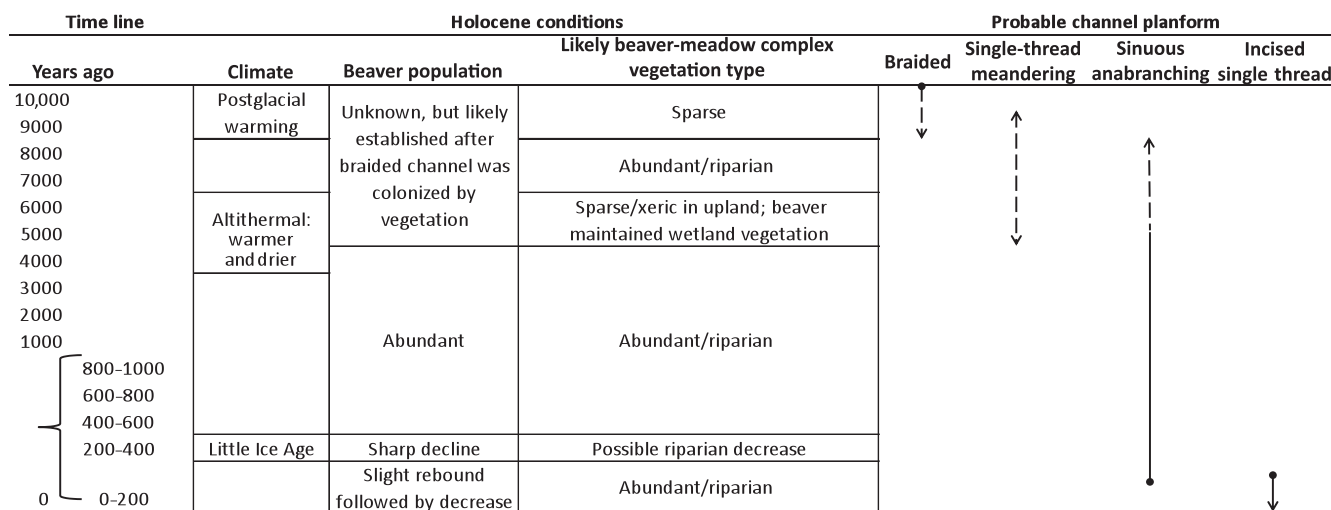 Time line Holocene conditions Probable channel planform
Years ago Climate Beaver population Likely beaver-meadow complex vegetation type Braided Single-thread meandering Sinuous anabranching Incised single thread
10,000
9000
8000
7000
6000
5000
4000
3000
2000
1000
800–1000
600–800
400–600
200–400
0 0–200
Postglacial
warming
Altithermal:
warmer
and drier
Little Ice Age
Unknown, but likely
established after
braided channel was
colonized by
vegetation
Abundant
Sharp decline
Slight rebound
followed by decrease
Sparse
Abundant/riparian
Sparse/xeric in upland; beaver
maintained wetland vegetation
Abundant/riparian
Possible riparian decrease
Abundant/riparian